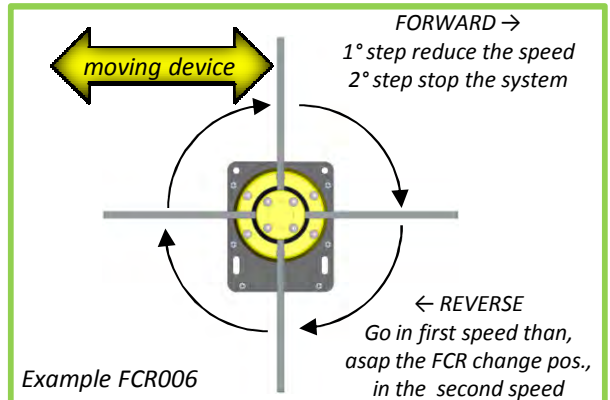 moving device
FORWARD →
1° step reduce the speed
2° step stop the system
← REVERSE
Go in first speed than,
asap the FCR change pos.,
in the second speed
Example FCR006